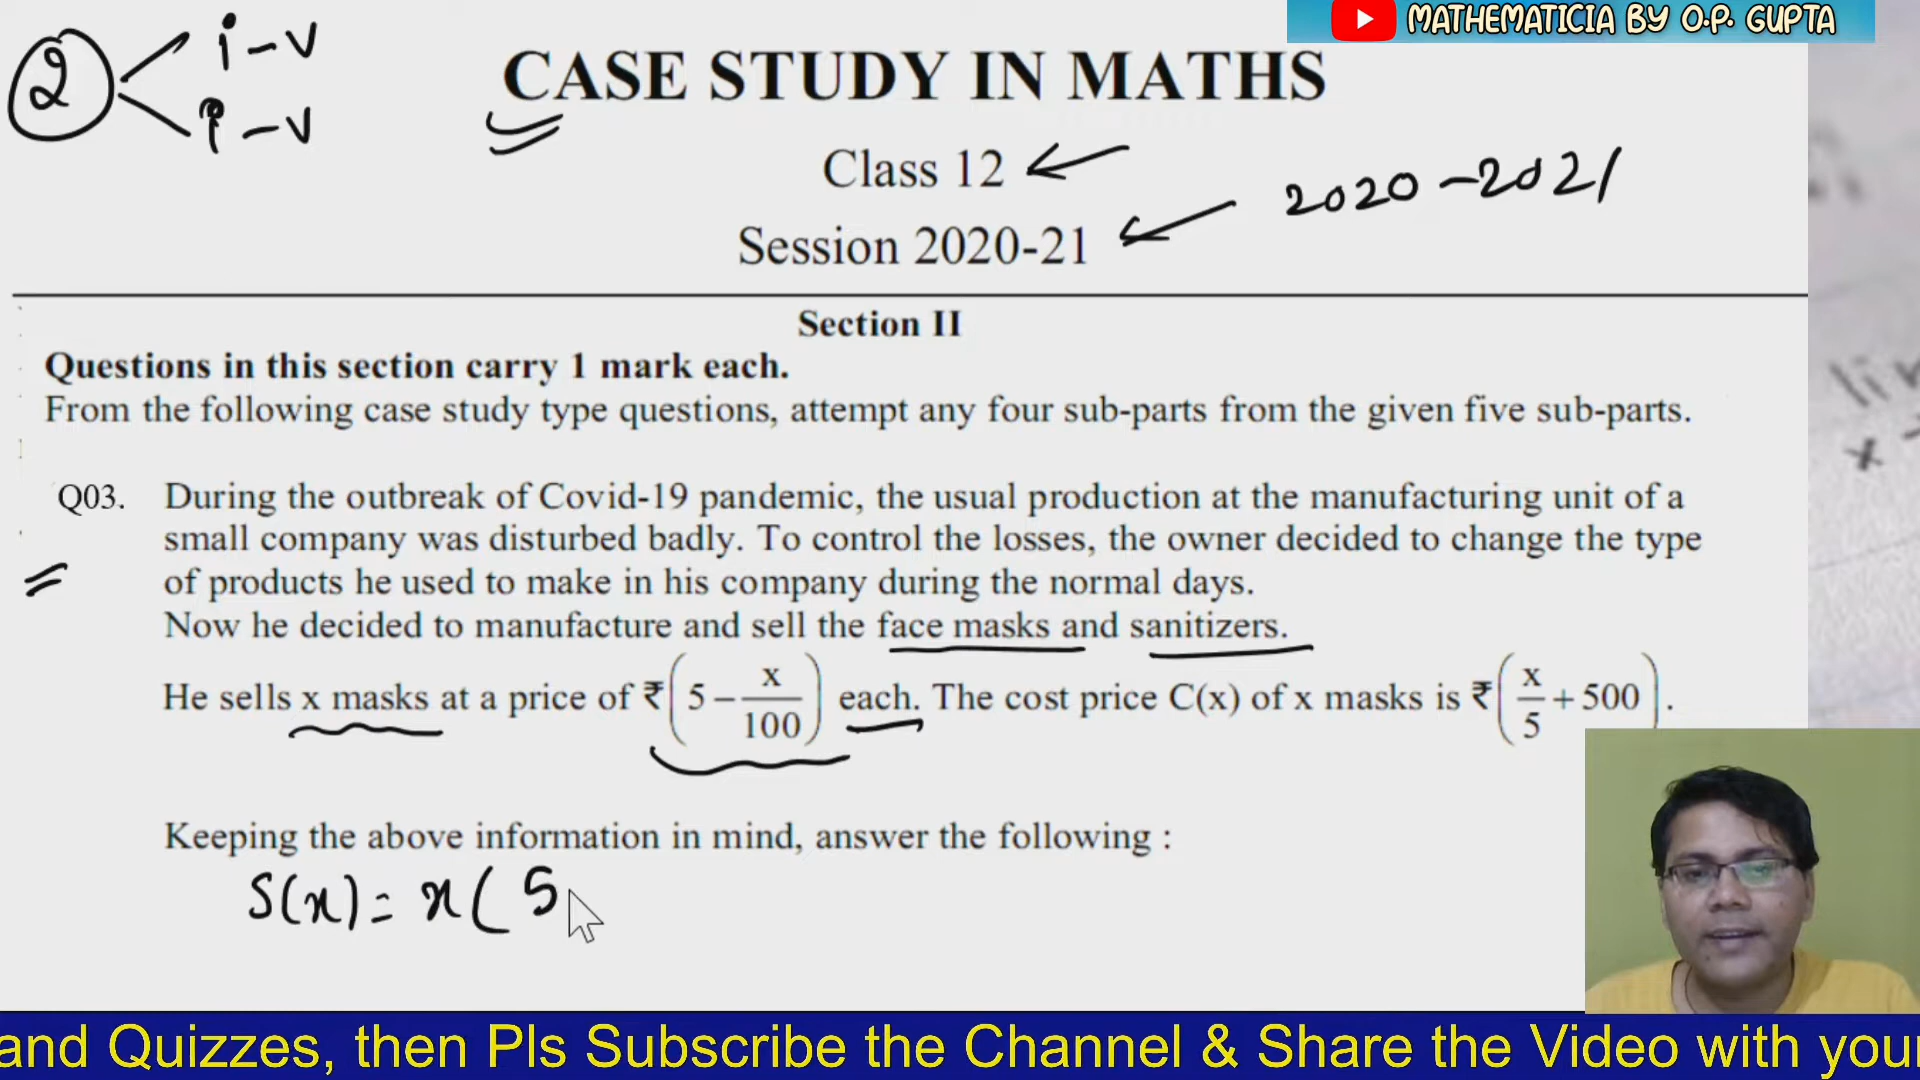 MATHEMATICIA BY O.P. GUPTA
2 i - v
i - v
CASE STUDY IN MATHS
Class 12
2020-2021
Session 2020-21
Section II
Questions in this section carry 1 mark each.
From the following case study type questions, attempt any four sub-parts from the given five sub-parts.
Q03. During the outbreak of Covid-19 pandemic, the usual production at the manufacturing unit of a
small company was disturbed badly. To control the losses, the owner decided to change the type
of products he used to make in his company during the normal days.
Now he decided to manufacture and sell the face masks and sanitizers.
He sells x masks at a price of ₹(5 - x/100) each. The cost price C(x) of x masks is ₹(x/5 + 500).
Keeping the above information in mind, answer the following :
S(x) = x ( 5
and Quizzes, then Pls Subscribe the Channel & Share the Video with your